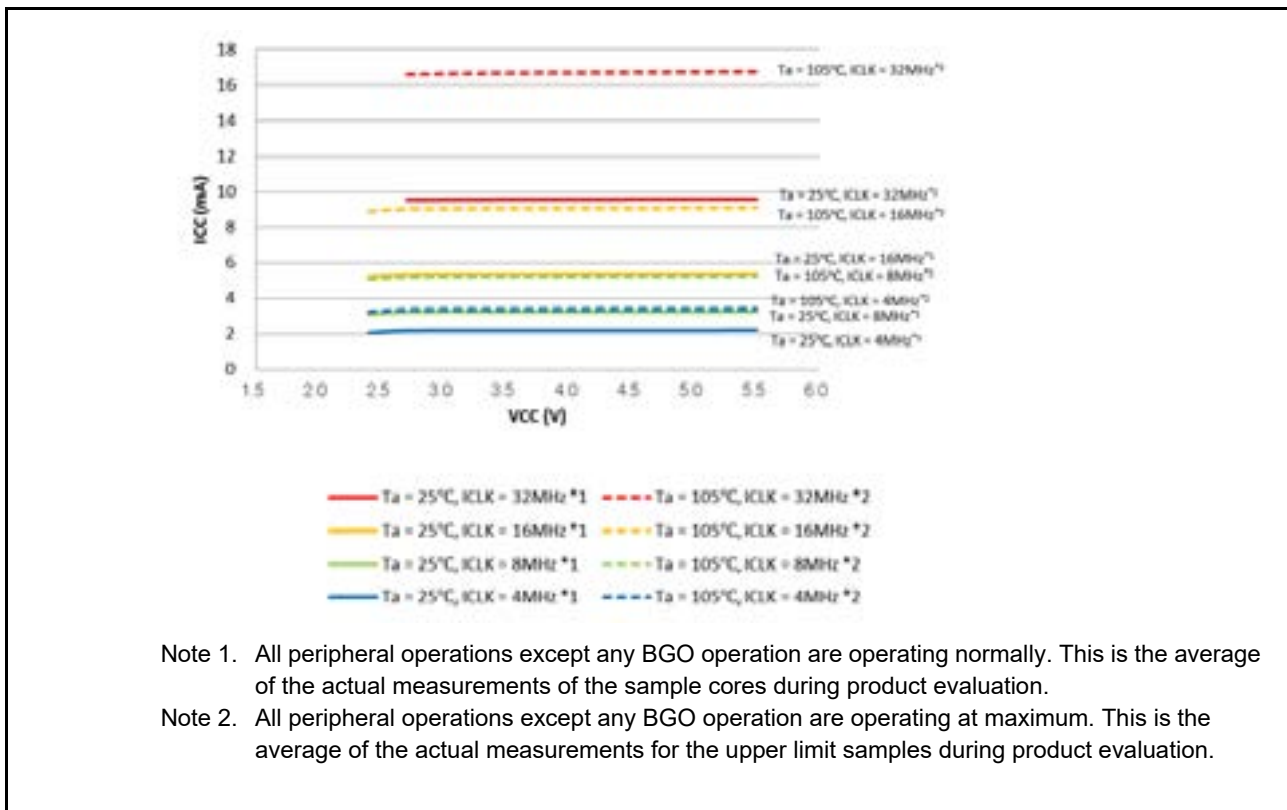 18
16
14
12
10
8
6
4
2
0
ICC (mA)
1.5 2.0 2.5 3.0 3.5 4.0 4.5 5.0 5.5 6.0
VCC (V)
Ta = 105℃, ICLK = 32MHz*2
Ta = 25℃, ICLK = 32MHz*1
Ta = 105℃, ICLK = 16MHz*2
Ta = 25℃, ICLK = 16MHz*1
Ta = 105℃, ICLK = 8MHz*2
Ta = 105℃, ICLK = 4MHz*2
Ta = 25℃, ICLK = 8MHz*1
Ta = 25℃, ICLK = 4MHz*1
Ta = 25℃, ICLK = 32MHz *1 Ta = 105℃, ICLK = 32MHz *2
Ta = 25℃, ICLK = 16MHz *1 Ta = 105℃, ICLK = 16MHz *2
Ta = 25℃, ICLK = 8MHz *1 Ta = 105℃, ICLK = 8MHz *2
Ta = 25℃, ICLK = 4MHz *1 Ta = 105℃, ICLK = 4MHz *2
Note 1. All peripheral operations except any BGO operation are operating normally. This is the average
of the actual measurements of the sample cores during product evaluation.
Note 2. All peripheral operations except any BGO operation are operating at maximum. This is the
average of the actual measurements for the upper limit samples during product evaluation.